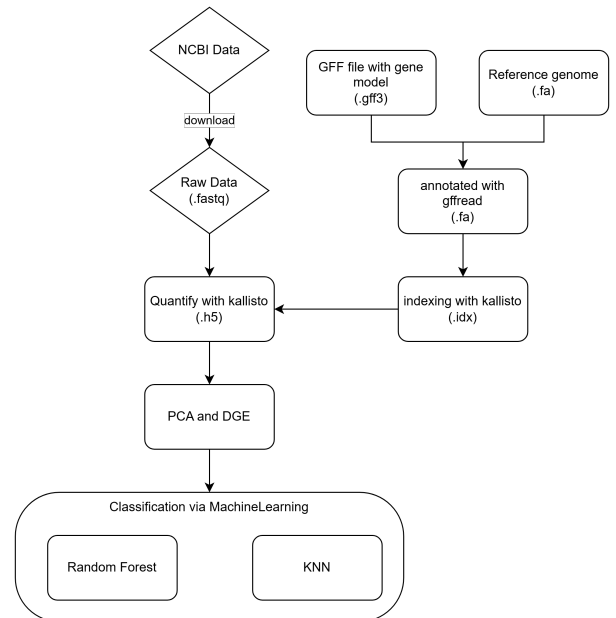 NCBI Data
GFF file with gene
model
(.gff3)
Reference genome
(.fa)
download
Raw Data
(.fastq)
annotated with
gffread
(.fa)
Quantify with kallisto
(.h5)
indexing with kallisto
(.idx)
PCA and DGE
Classification via MachineLearning
Random Forest
KNN